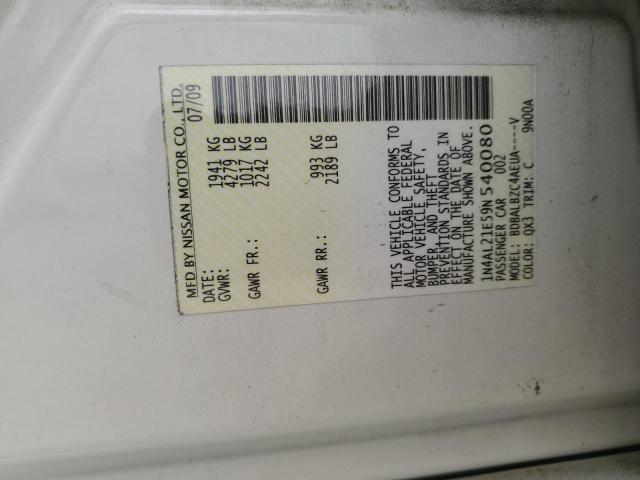 MFD BY NISSAN MOTOR CO., LTD.
DATE: 07/09
GVWR: 1941 KG
4279 LB
GAWR FR.: 1017 KG
2242 LB
GAWR RR.: 993 KG
2189 LB
THIS VEHICLE CONFORMS TO
ALL APPLICABLE FEDERAL
MOTOR VEHICLE SAFETY,
BUMPER, AND THEFT
PREVENTION STANDARDS IN
EFFECT ON THE DATE OF
MANUFACTURE SHOWN ABOVE.
1N4AL21E59N540080
PASSENGER CAR 002
MODEL: BDBALBZC4AEUA----V
COLOR: QX3 TRIM: C 9N00A